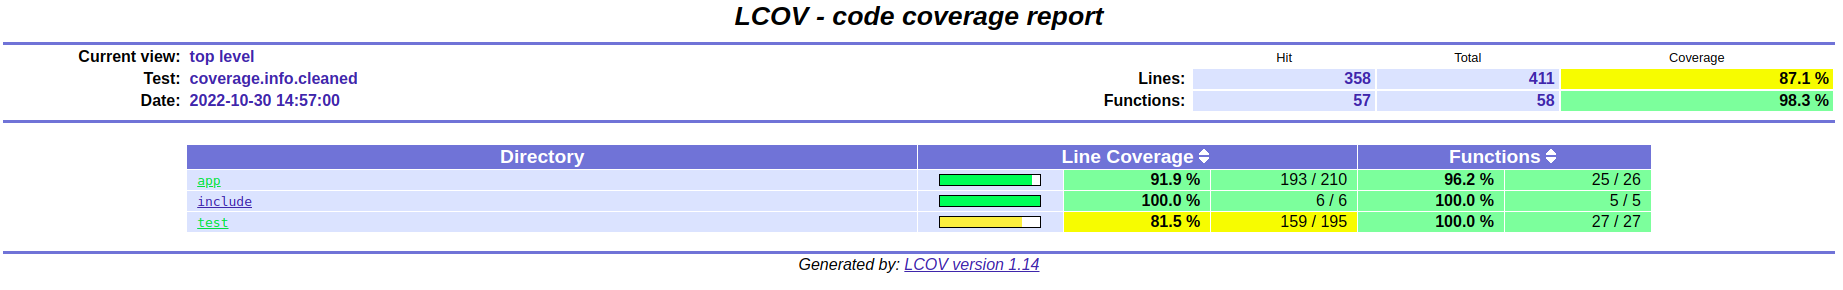 LCOV - code coverage report
Current view: top level Hit Total Coverage
Test: coverage.info.cleaned Lines: 358 411 87.1 %
Date: 2022-10-30 14:57:00 Functions: 57 58 98.3 %
Directory Line Coverage Functions
app 91.9 % 193 / 210 96.2 % 25 / 26
include 100.0 % 6 / 6 100.0 % 5 / 5
test 81.5 % 159 / 195 100.0 % 27 / 27
Generated by: LCOV version 1.14